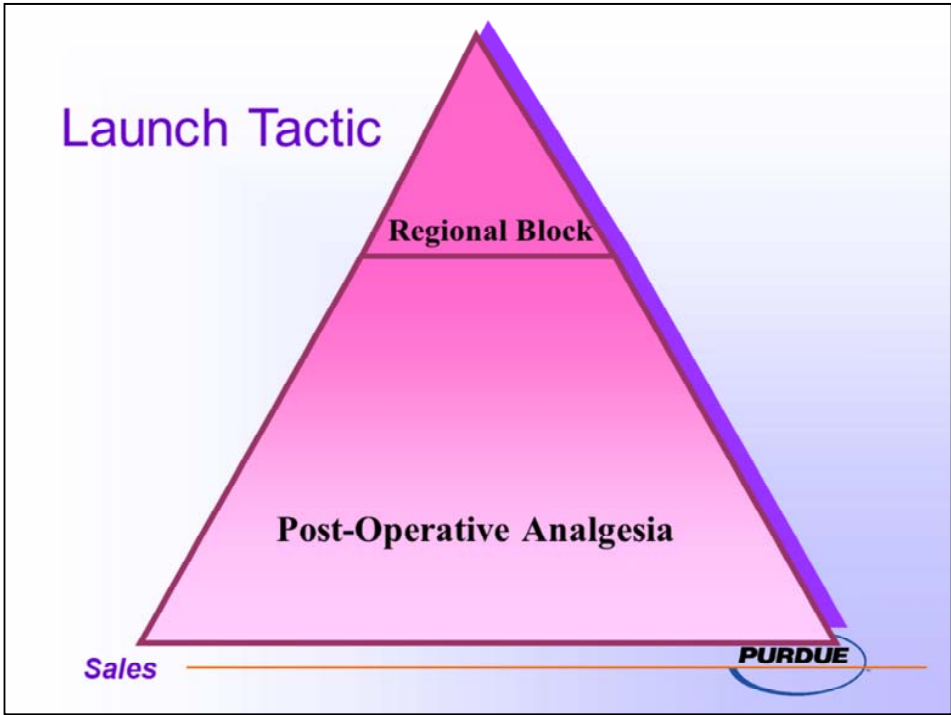 Launch Tactic
Regional Block
Post-Operative Analgesia
Sales
PURDUE